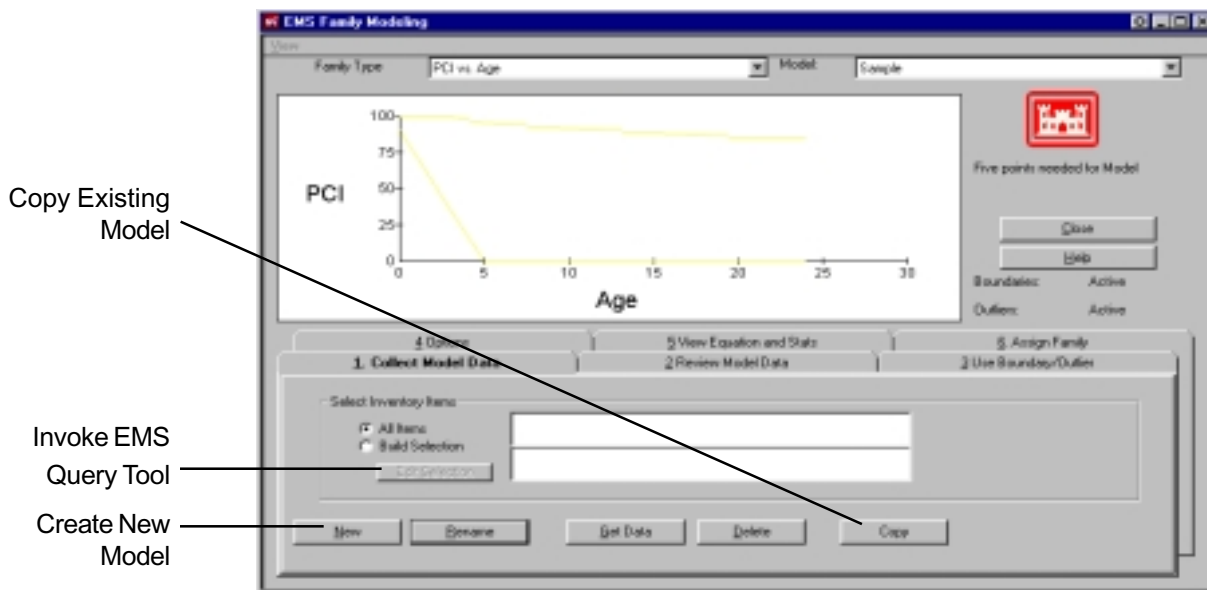 EMS Family Modeling
View
Family Type PCI vs. Age Model: Sample
100
75
PCI
50
25
0
0 5 10 15 20 25 30
Age
Five points needed for Model
Close
Help
Boundaries: Active
Outliers: Active
4 Options 5 View Equation and Stats 6. Assign Family
1. Collect Model Data 2 Review Model Data 3 Use Boundary/Outlier
Select Inventory Items
All Items
Build Selection
Edit Selection
New Rename Get Data Delete Copy
Copy Existing
Model
Invoke EMS
Query Tool
Create New
Model